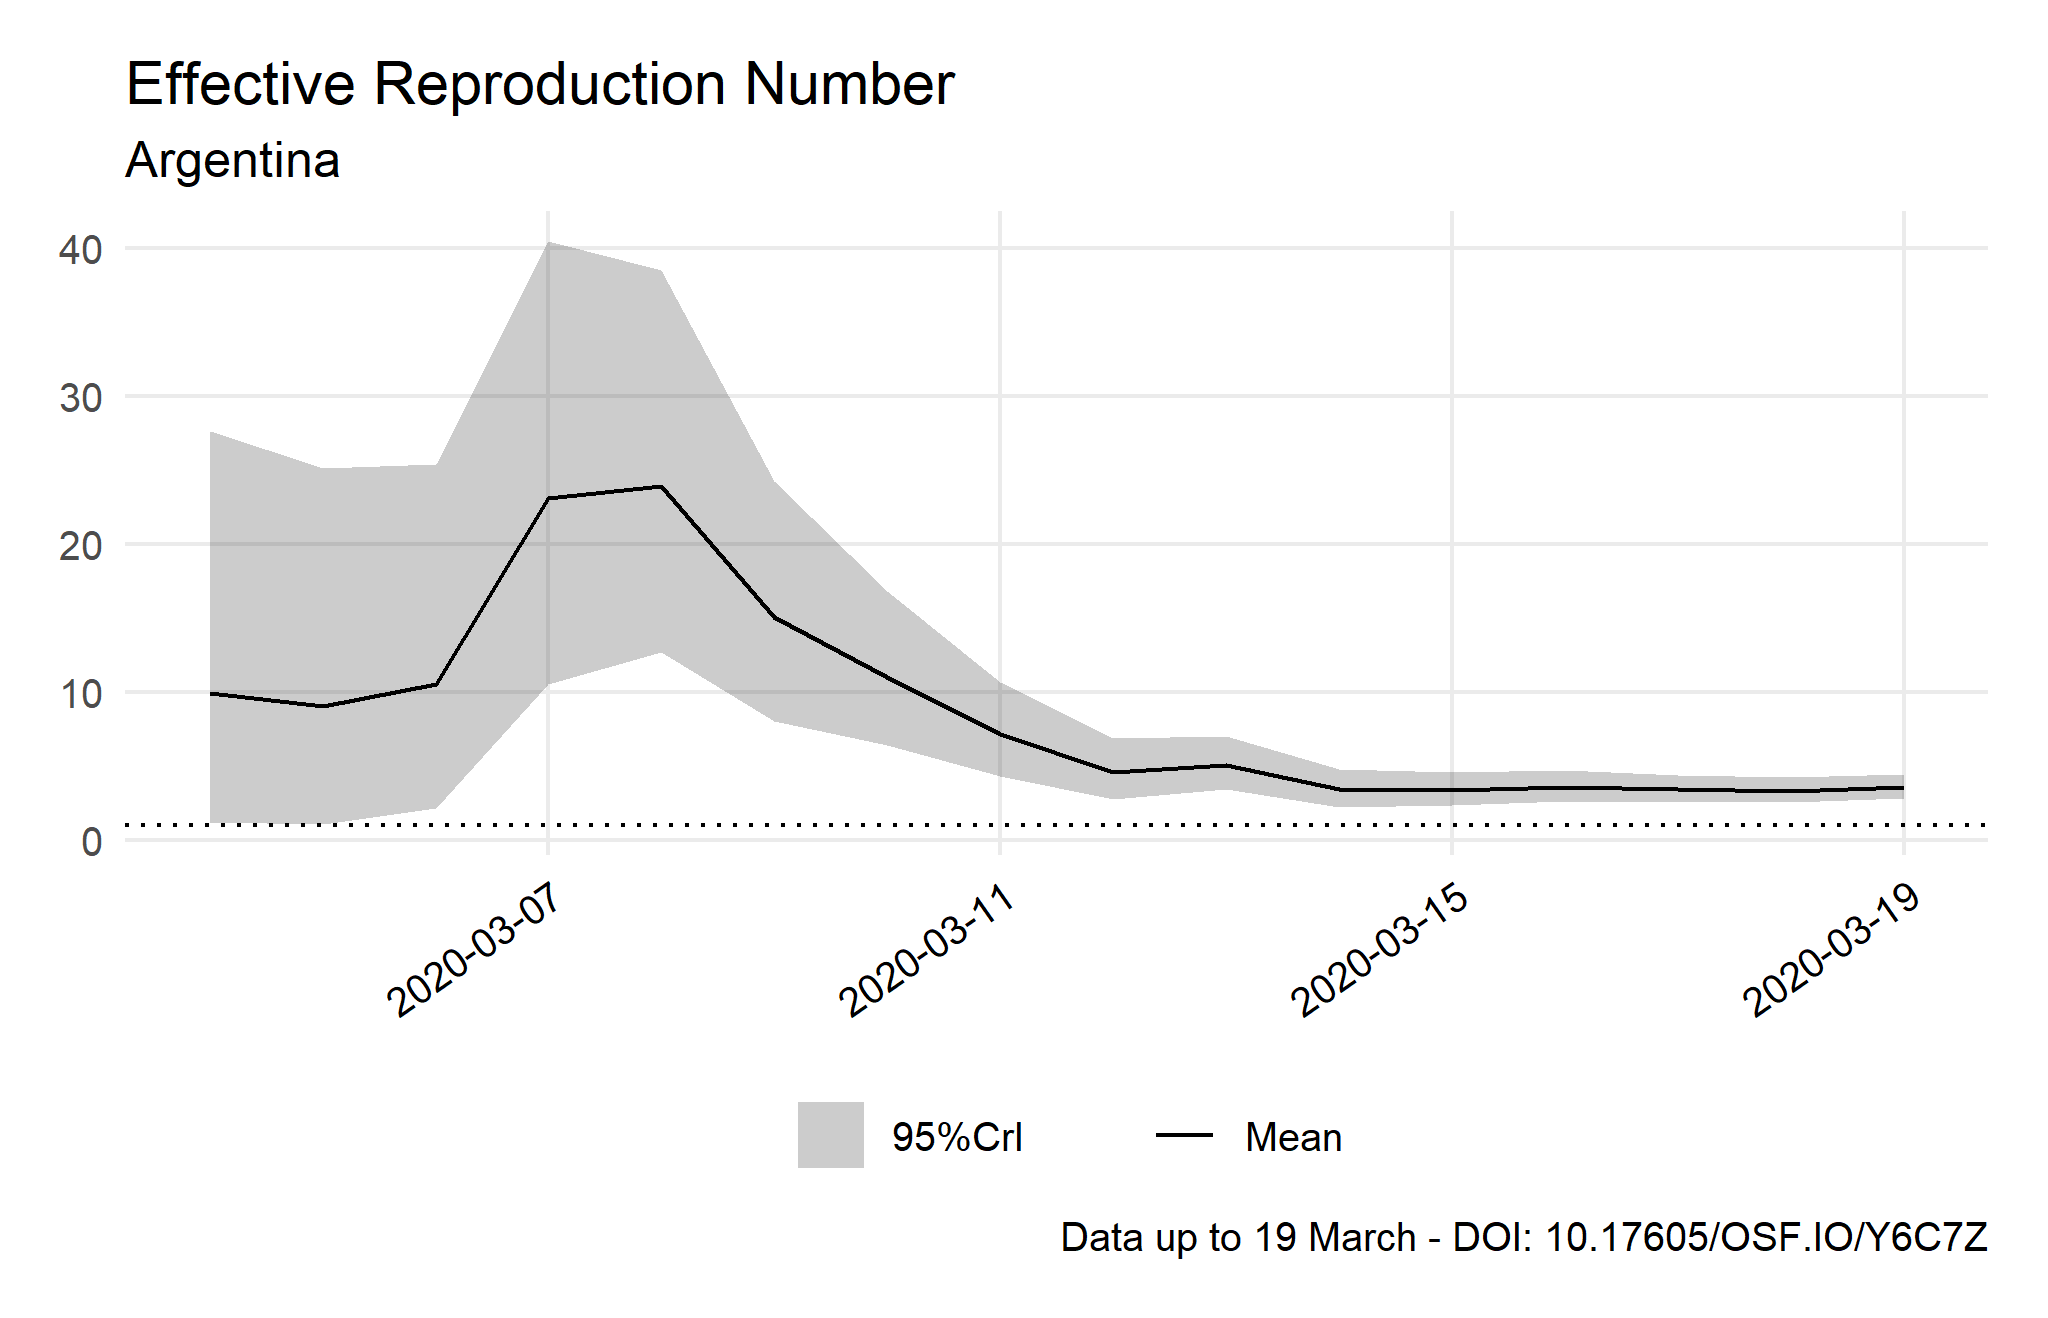 Effective Reproduction Number
Argentina
40
30
20
10
0
2020-03-07
2020-03-11
2020-03-15
2020-03-19
95%CrI
Mean
Data up to 19 March - DOI: 10.17605/OSF.IO/Y6C7Z